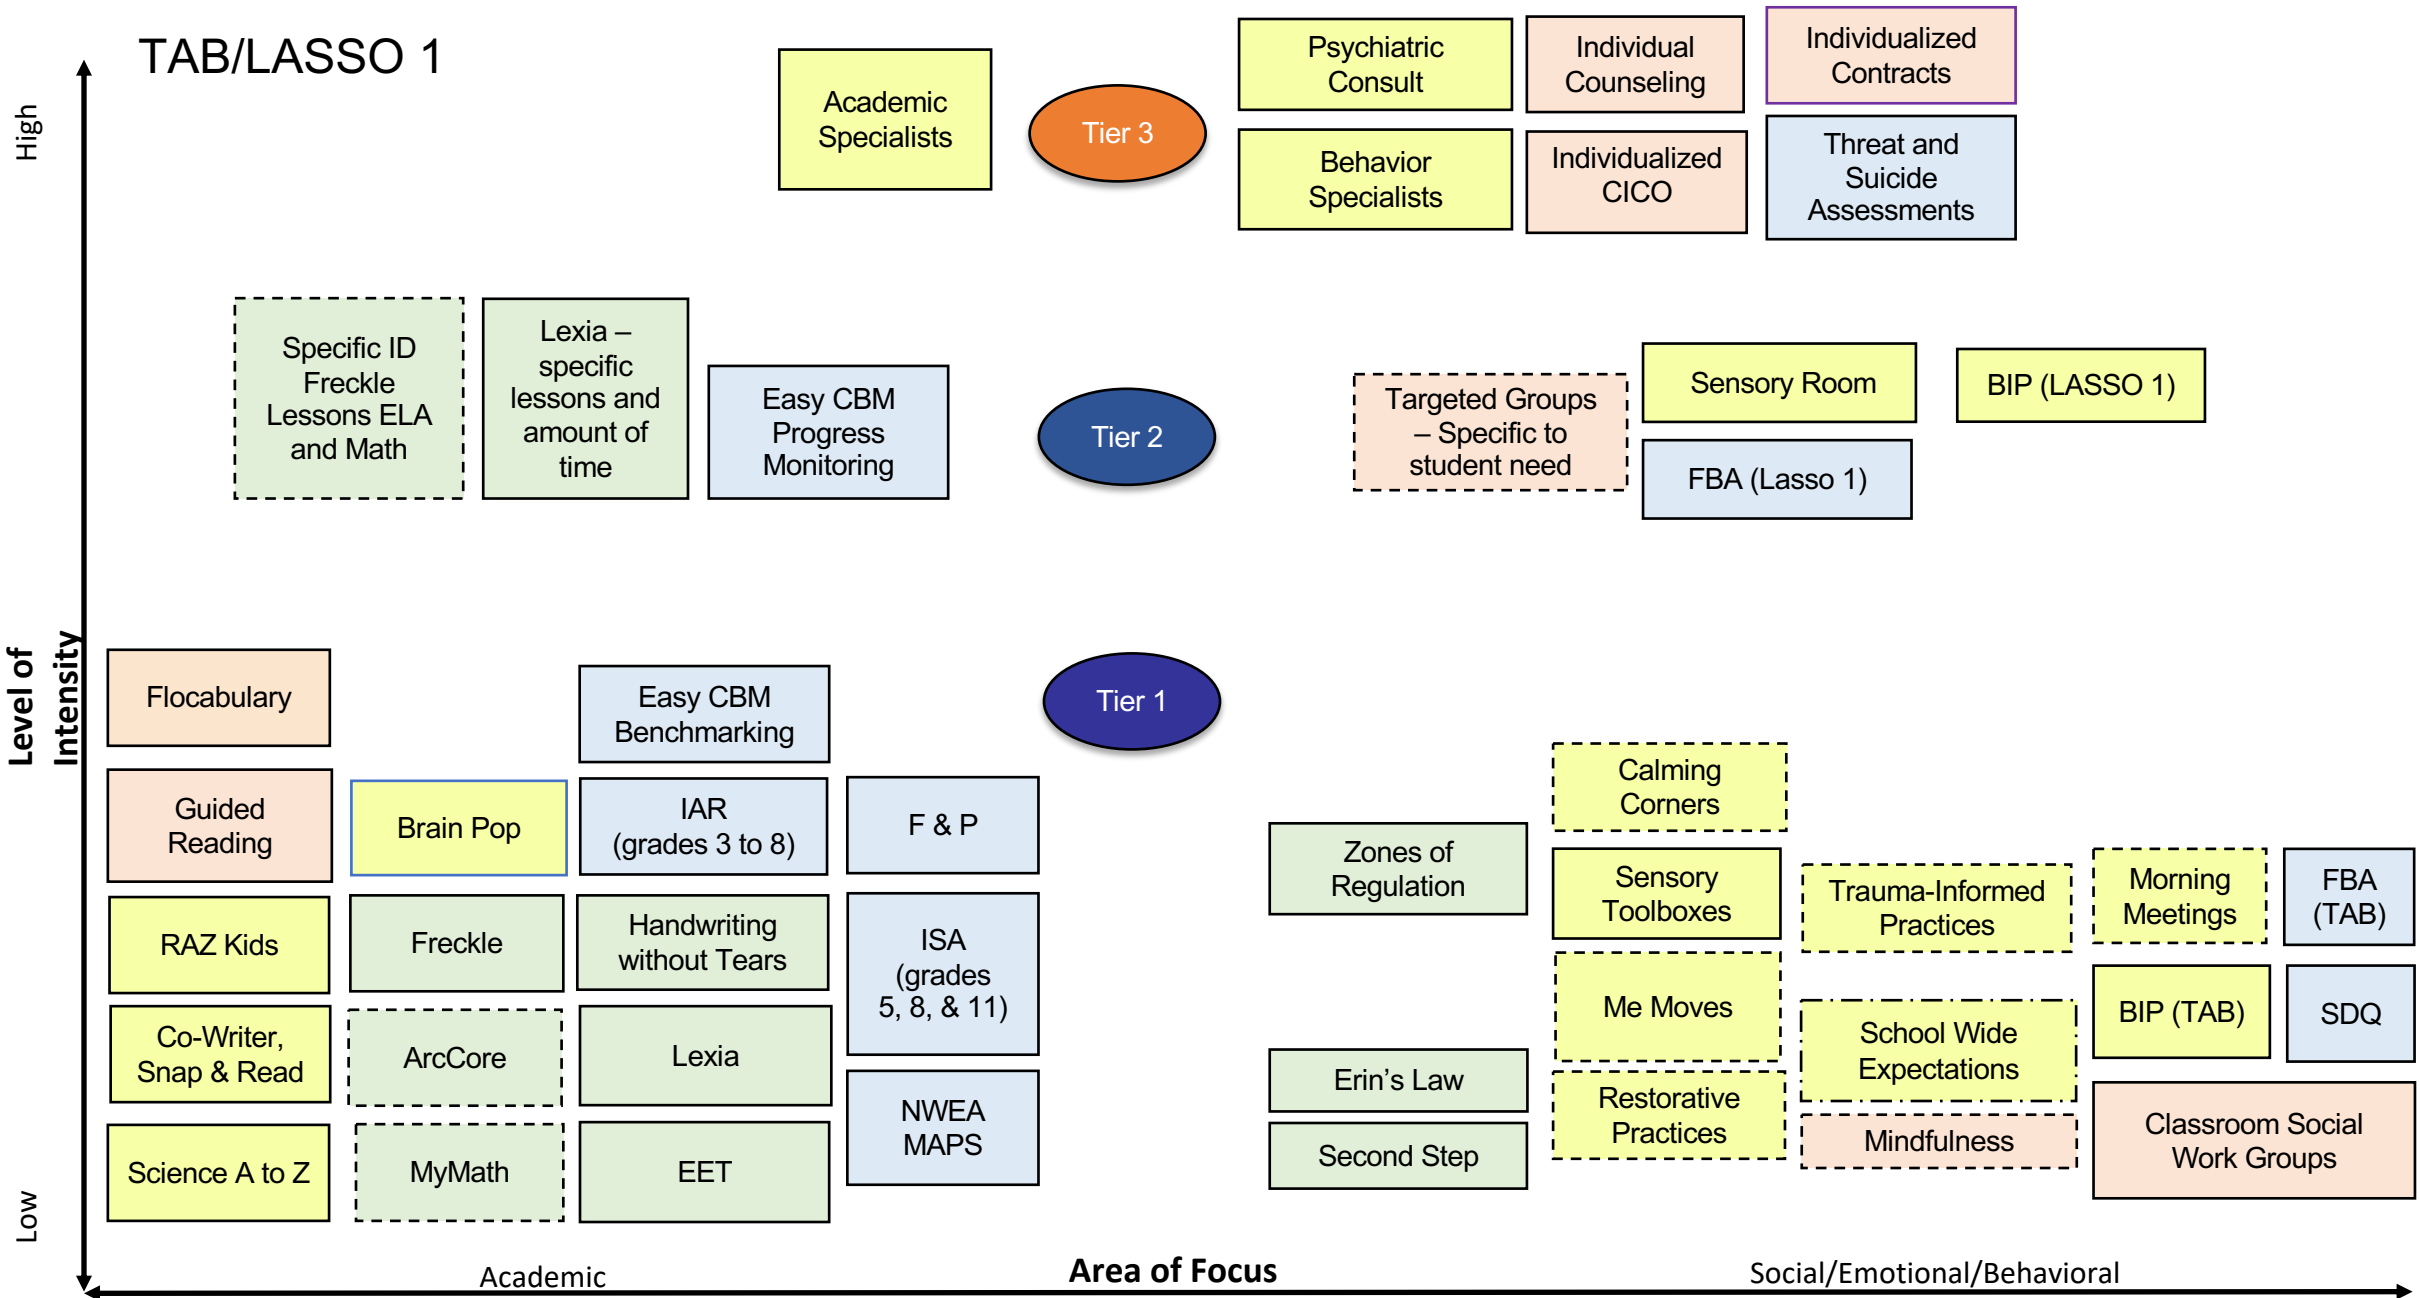 TAB/LASSO 1
High
Academic
Specialists
Tier 3
Psychiatric
Consult
Individual
Counseling
Individualized
Contracts
Behavior
Specialists
Individualized
CICO
Threat and
Suicide
Assessments
Specific ID
Freckle
Lessons ELA
and Math
Lexia –
specific
lessons and
amount of
time
Easy CBM
Progress
Monitoring
Tier 2
Targeted Groups
– Specific to
student need
Sensory Room
BIP (LASSO 1)
FBA (Lasso 1)
Level of
Intensity
Flocabulary
Easy CBM
Benchmarking
Tier 1
Guided
Reading
Brain Pop
IAR
(grades 3 to 8)
F & P
RAZ Kids
Freckle
Handwriting
without Tears
ISA
(grades
5, 8, & 11)
Co-Writer,
Snap & Read
ArcCore
Lexia
NWEA
MAPS
Science A to Z
MyMath
EET
Zones of
Regulation
Calming
Corners
Sensory
Toolboxes
Trauma-Informed
Practices
Morning
Meetings
FBA
(TAB)
Me Moves
School Wide
Expectations
BIP (TAB)
SDQ
Erin’s Law
Second Step
Restorative
Practices
Mindfulness
Classroom Social
Work Groups
Low
Academic
Area of Focus
Social/Emotional/Behavioral